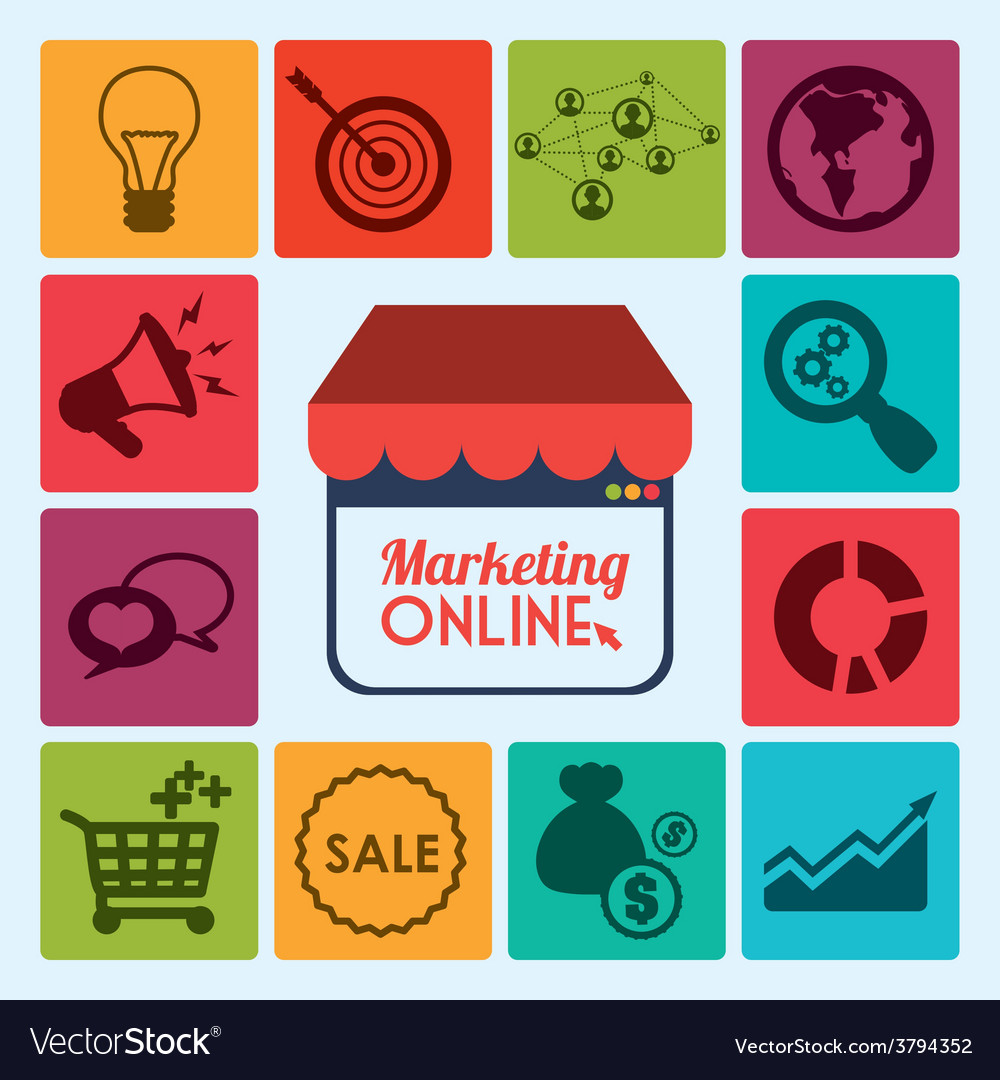 Marketing
ONLINE
SALE
$
$
VectorStock®
VectorStock.com/3794352